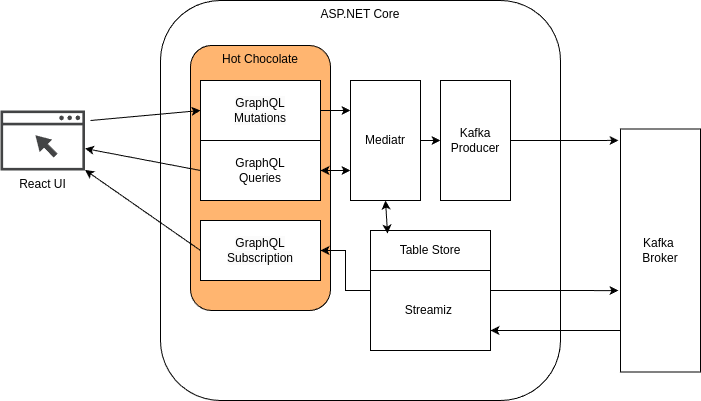 ASP.NET Core
Hot Chocolate
GraphQL
Mutations
Mediatr
Kafka
Producer
GraphQL
Queries
React UI
GraphQL
Subscription
Table Store
Streamiz
Kafka
Broker